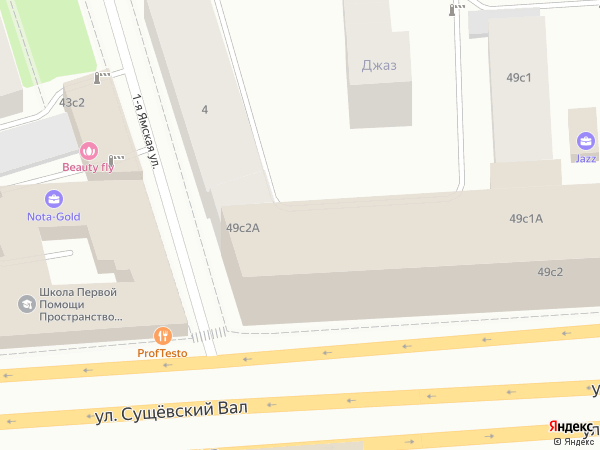 Джаз
49с1
43с2
1-я Ямская ул.
4
Beauty fly
Jazz
Nota-Gold
49с2А
49с1А
49с2
Школа Первой
Помощи
Пространство...
ProfTesto
ул. Сущёвский Вал
Яндекс
© Яндекс